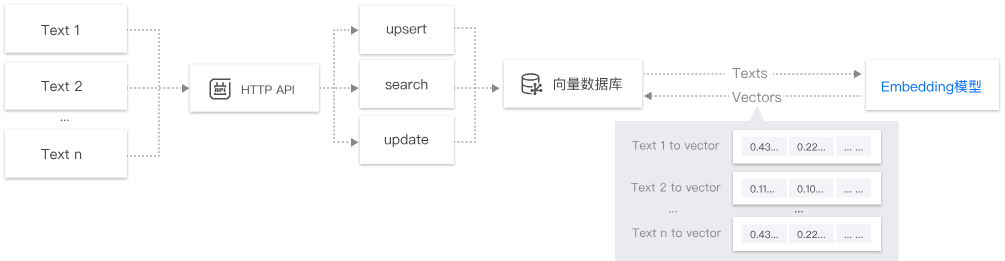 Text 1
Text 2
...
Text n
API
HTTP API
upsert
search
update
向量数据库
Texts
Vectors
Embedding模型
Text 1 to vector 0.43... 0.22... ... ...
Text 2 to vector 0.11... 0.10... ... ...
... ...
Text n to vector 0.43... 0.22... ... ...